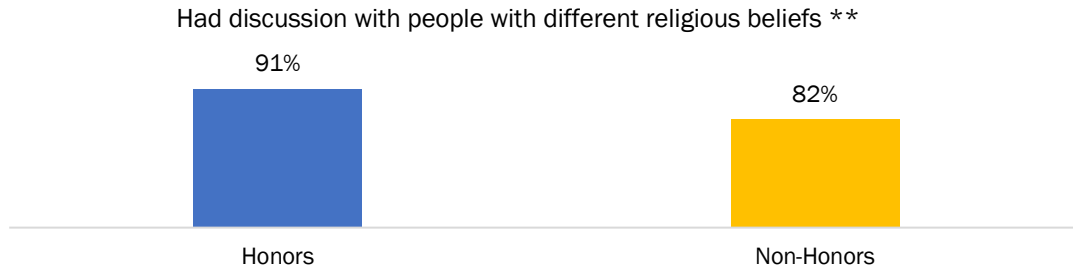 Had discussion with people with different religious beliefs **
91%
82%
Honors
Non-Honors